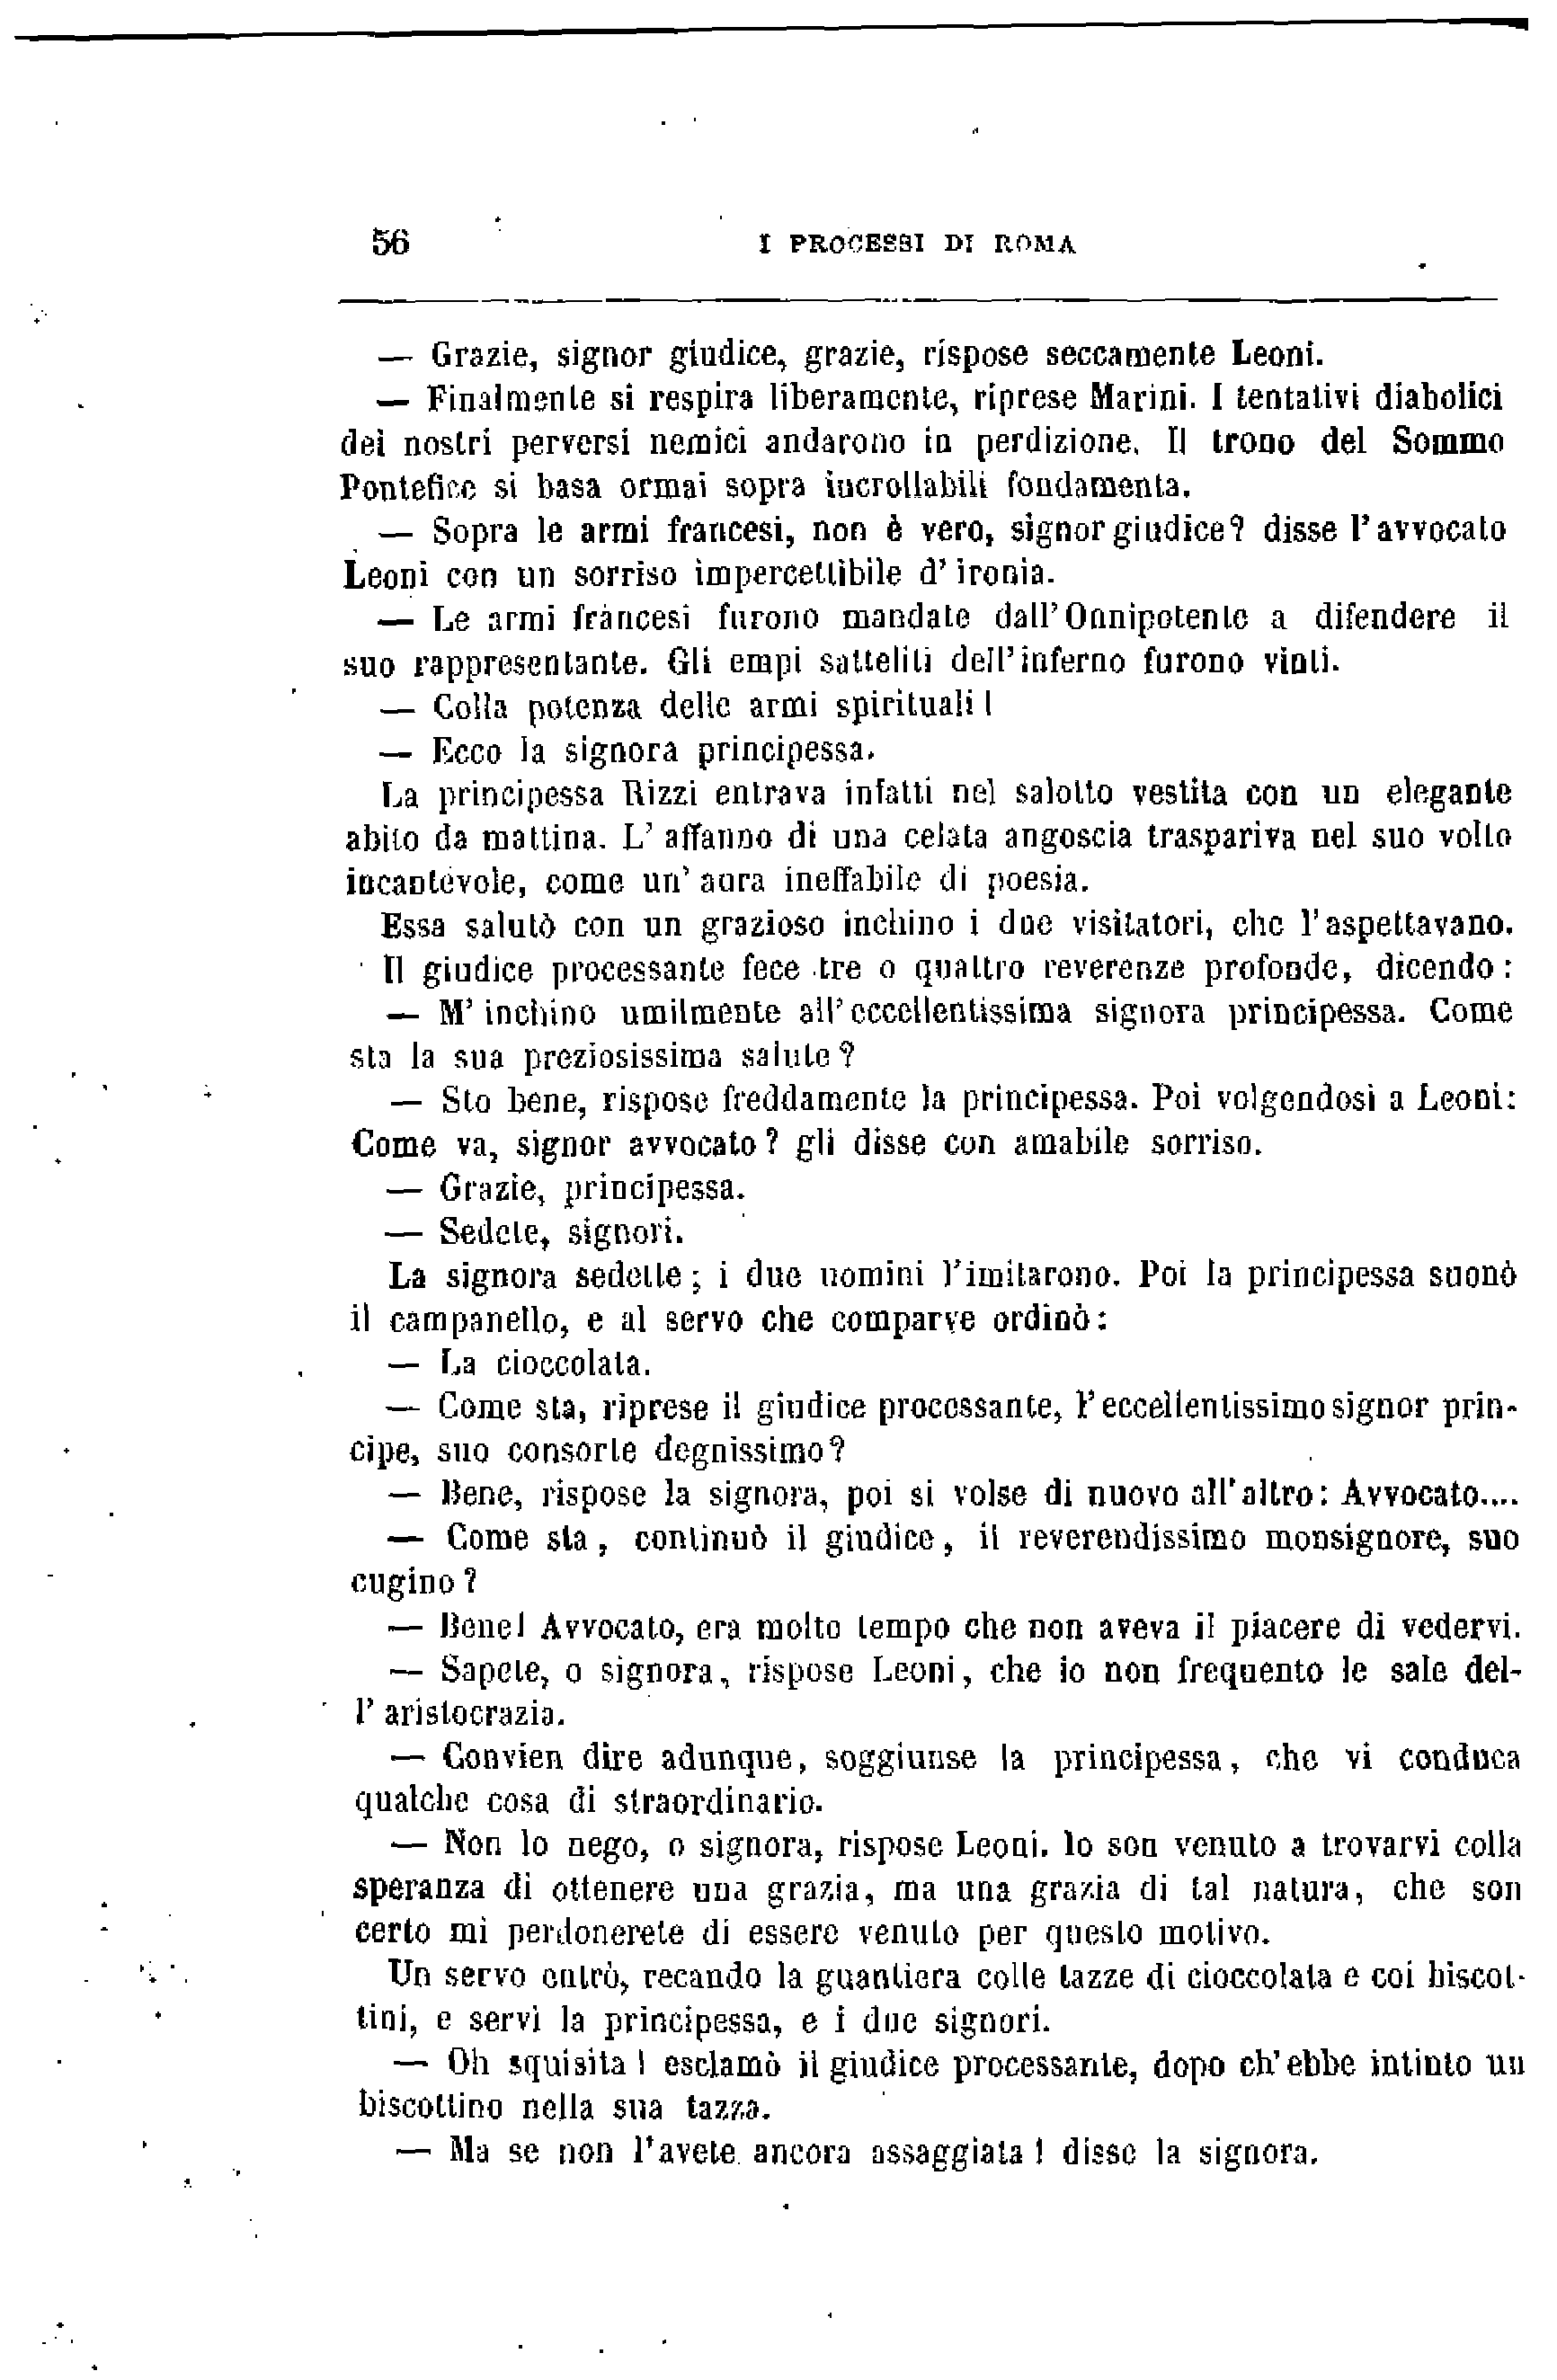 56 I PROCESSI DI ROMA
— Grazie, signor giudice, grazie, rispose seccamente Leoni.
— Finalmente si respira liberamente, riprese Marini. I tentativi diabolici
dei nostri perversi nemici andarono in perdizione. Il trono del Sommo
Pontefice si basa ormai sopra incrollabili fondamenta.
— Sopra le armi francesi, non è vero, signor giudice? disse l'avvocato
Leoni con un sorriso impercettibile d'ironia.
— Le armi francesi furono mandate dall'Onnipotente a difendere il
suo rappresentante. Gli empi satteliti dell'inferno furono vinti.
— Colla potenza delle armi spirituali!
— Ecco la signora principessa.
La principessa Rizzi entrava infatti nel salotto vestita con un elegante
abito da mattina. L'affanno di una celata angoscia traspariva nel suo volto
incantevole, come un'aura ineffabile di poesia.
Essa salutò con un grazioso inchino i due visitatori, che l'aspettavano.
Il giudice processante fece tre o quattro reverenze profonde, dicendo:
— M'inchino umilmente all'eccellentissima signora principessa. Come
sta la sua preziosissima salute?
— Sto bene, rispose freddamente la principessa. Poi volgendosi a Leoni:
Come va, signor avvocato? gli disse con amabile sorriso.
— Grazie, principessa.
— Sedete, signori.
La signora sedette; i due uomini l'imitarono. Poi la principessa suonò
il campanello, e al servo che comparve ordinò:
— La cioccolata.
— Come sta, riprese il giudice processante, l'eccellentissimo signor prin-
cipe, suo consorte degnissimo?
— Bene, rispose la signora, poi si volse di nuovo all'altro: Avvocato....
— Come sta, continuò il giudice, il reverendissimo monsignore, suo
cugino?
— Bene! Avvocato, era molto tempo che non aveva il piacere di vedervi.
— Sapete, o signora, rispose Leoni, che io non frequento le sale del-
l'aristocrazia.
— Convien dire adunque, soggiunse la principessa, che vi conduca
qualche cosa di straordinario.
— Non lo nego, o signora, rispose Leoni. Io son venuto a trovarvi colla
speranza di ottenere una grazia, ma una grazia di tal natura, che son
certo mi perdonerete di essere venuto per questo motivo.
Un servo entrò, recando la guantiera colle tazze di cioccolata e coi biscot-
tini, e servì la principessa, e i due signori.
— Oh squisita! esclamò il giudice processante, dopo ch'ebbe intinto un
biscottino nella sua tazza.
— Ma se non l'avete ancora assaggiata! disse la signora.